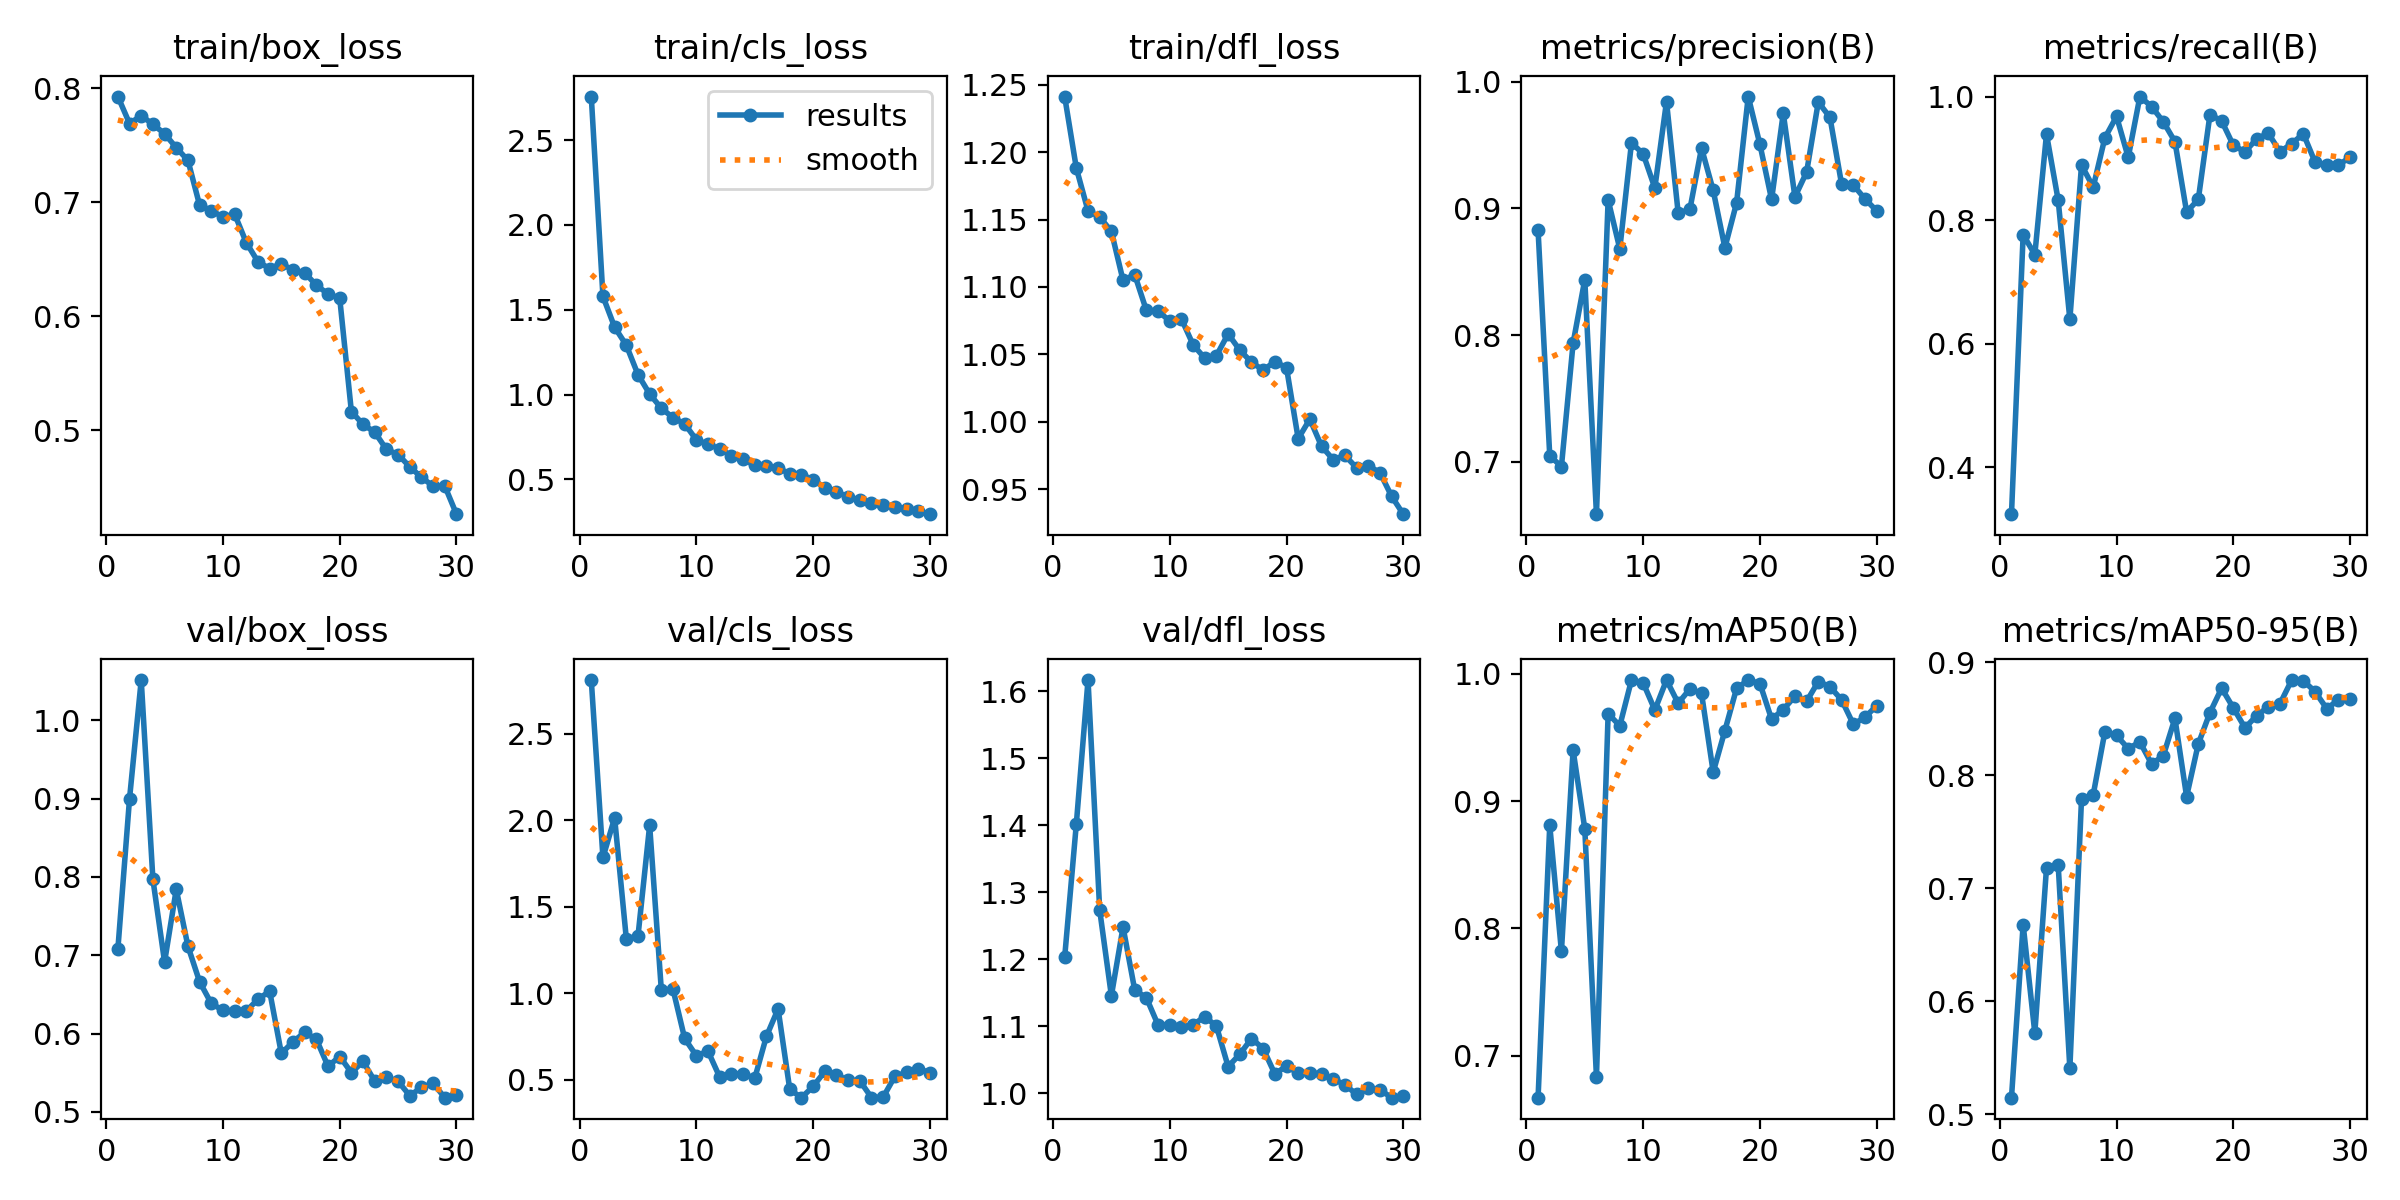 train/box_loss
0.8
0.7
0.6
0.5
0 10 20 30
train/cls_loss
results
smooth
2.5
2.0
1.5
1.0
0.5
0 10 20 30
train/dfl_loss
1.25
1.20
1.15
1.10
1.05
1.00
0.95
0 10 20 30
metrics/precision(B)
1.0
0.9
0.8
0.7
0 10 20 30
metrics/recall(B)
1.0
0.8
0.6
0.4
0 10 20 30
val/box_loss
1.0
0.9
0.8
0.7
0.6
0.5
0 10 20 30
val/cls_loss
2.5
2.0
1.5
1.0
0.5
0 10 20 30
val/dfl_loss
1.6
1.5
1.4
1.3
1.2
1.1
1.0
0 10 20 30
metrics/mAP50(B)
1.0
0.9
0.8
0.7
0 10 20 30
metrics/mAP50-95(B)
0.9
0.8
0.7
0.6
0.5
0 10 20 30